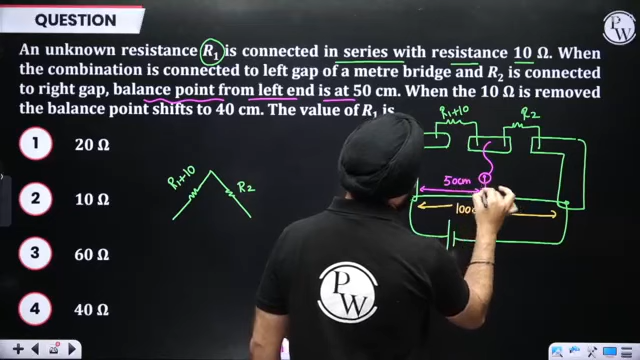 QUESTION
An unknown resistance R1 is connected in series with resistance 10 Ω. When
the combination is connected to left gap of a metre bridge and R2 is connected
to right gap, balance point from left end is at 50 cm. When the 10 Ω is removed
the balance point shifts to 40 cm. The value of R1 is
1 20 Ω
2 10 Ω
3 60 Ω
4 40 Ω
R1+10
R2
R1+10
R2
50cm
100
PW
PW